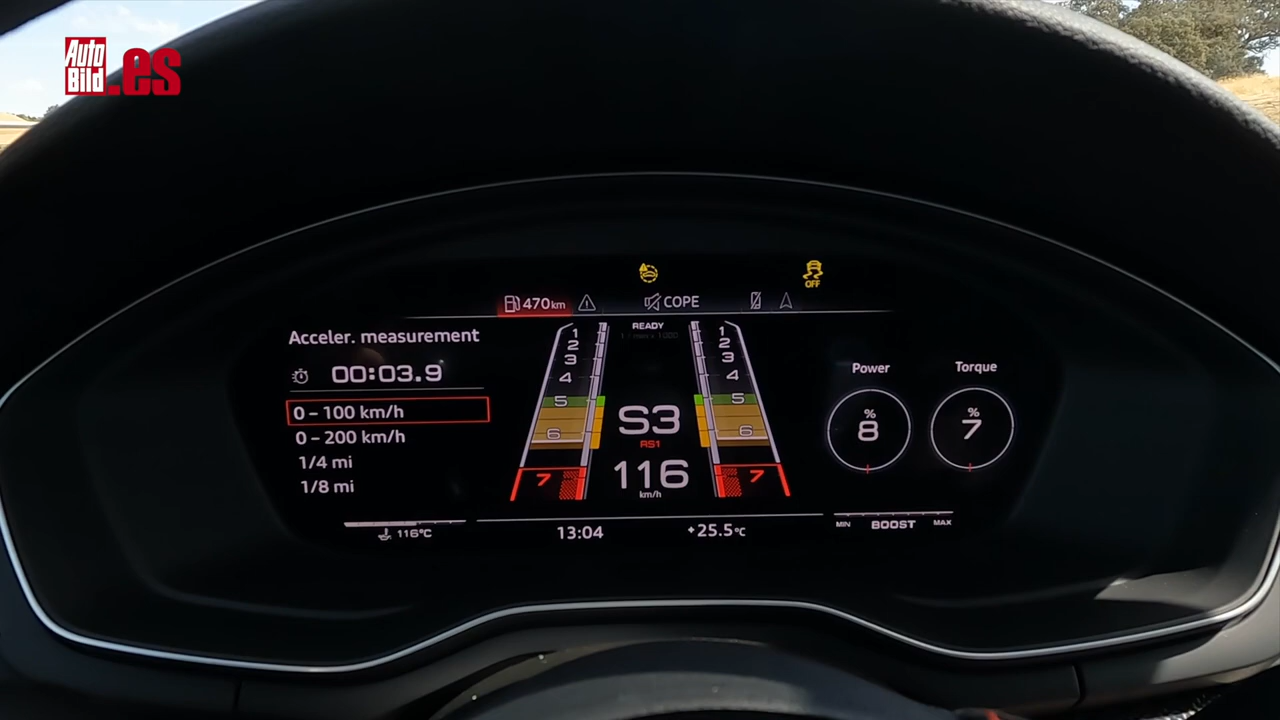 Auto
Bild.es
OFF
470km
COPE
READY
Acceler. measurement
00:03.9
0 – 100 km/h
0 – 200 km/h
1/4 mi
1/8 mi
1
2
3
4
5
6
7
S3
RS1
116
km/h
1
2
3
4
5
6
7
Power
%
8
Torque
%
7
116°C
13:04
+25.5°C
MIN BOOST MAX